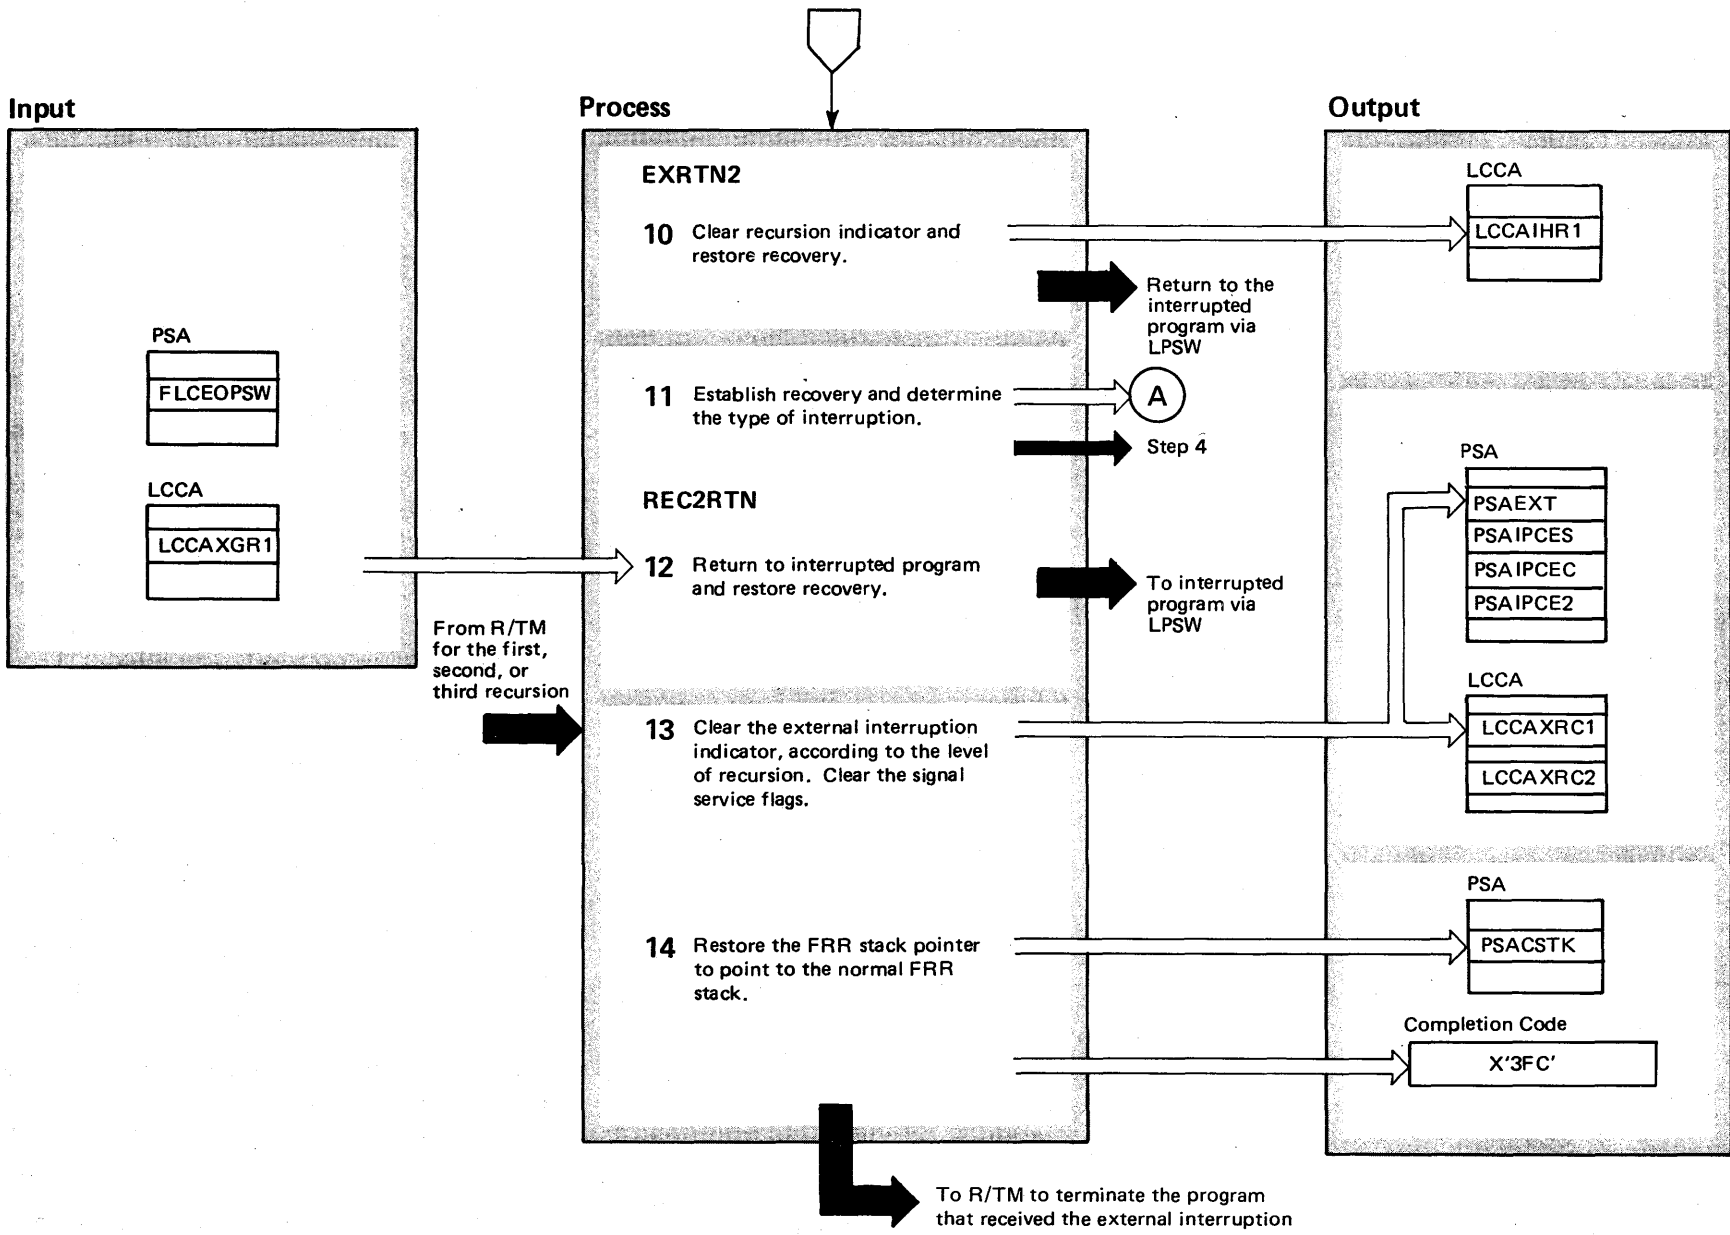 Input
Process
Output
PSA
FLCEOPSW
LCCA
LCCAXGR1
From R/TM
for the first,
second, or
third recursion
EXRTN2
10 Clear recursion indicator and
restore recovery.
Return to the
interrupted
program via
LPSW
11 Establish recovery and determine
the type of interruption.
A
Step 4
REC2RTN
12 Return to interrupted program
and restore recovery.
To interrupted
program via
LPSW
13 Clear the external interruption
indicator, according to the level
of recursion. Clear the signal
service flags.
14 Restore the FRR stack pointer
to point to the normal FRR
stack.
To R/TM to terminate the program
that received the external interruption
LCCA
LCCAIHR1
PSA
PSAEXT
PSAIPCES
PSAIPCEC
PSAIPCE2
LCCA
LCCAXRC1
LCCAXRC2
PSA
PSACSTK
Completion Code
X'3FC'